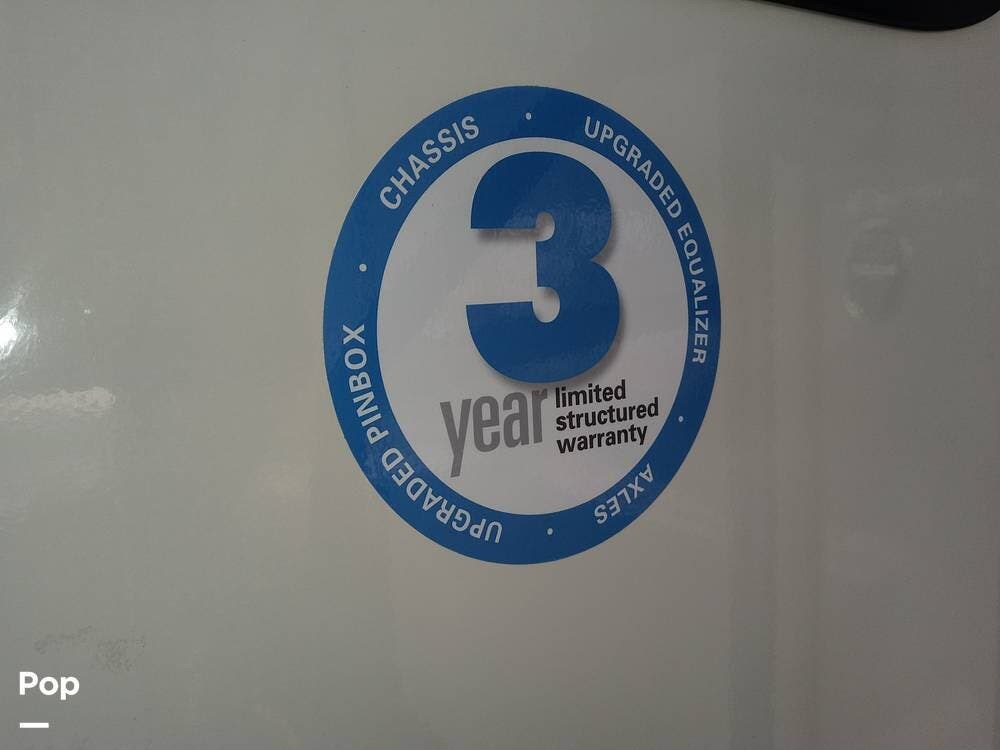 CHASSIS • UPGRADED EQUALIZER • AXLES • UPGRADED PINBOX •
3
year
limited
structured
warranty
Pop